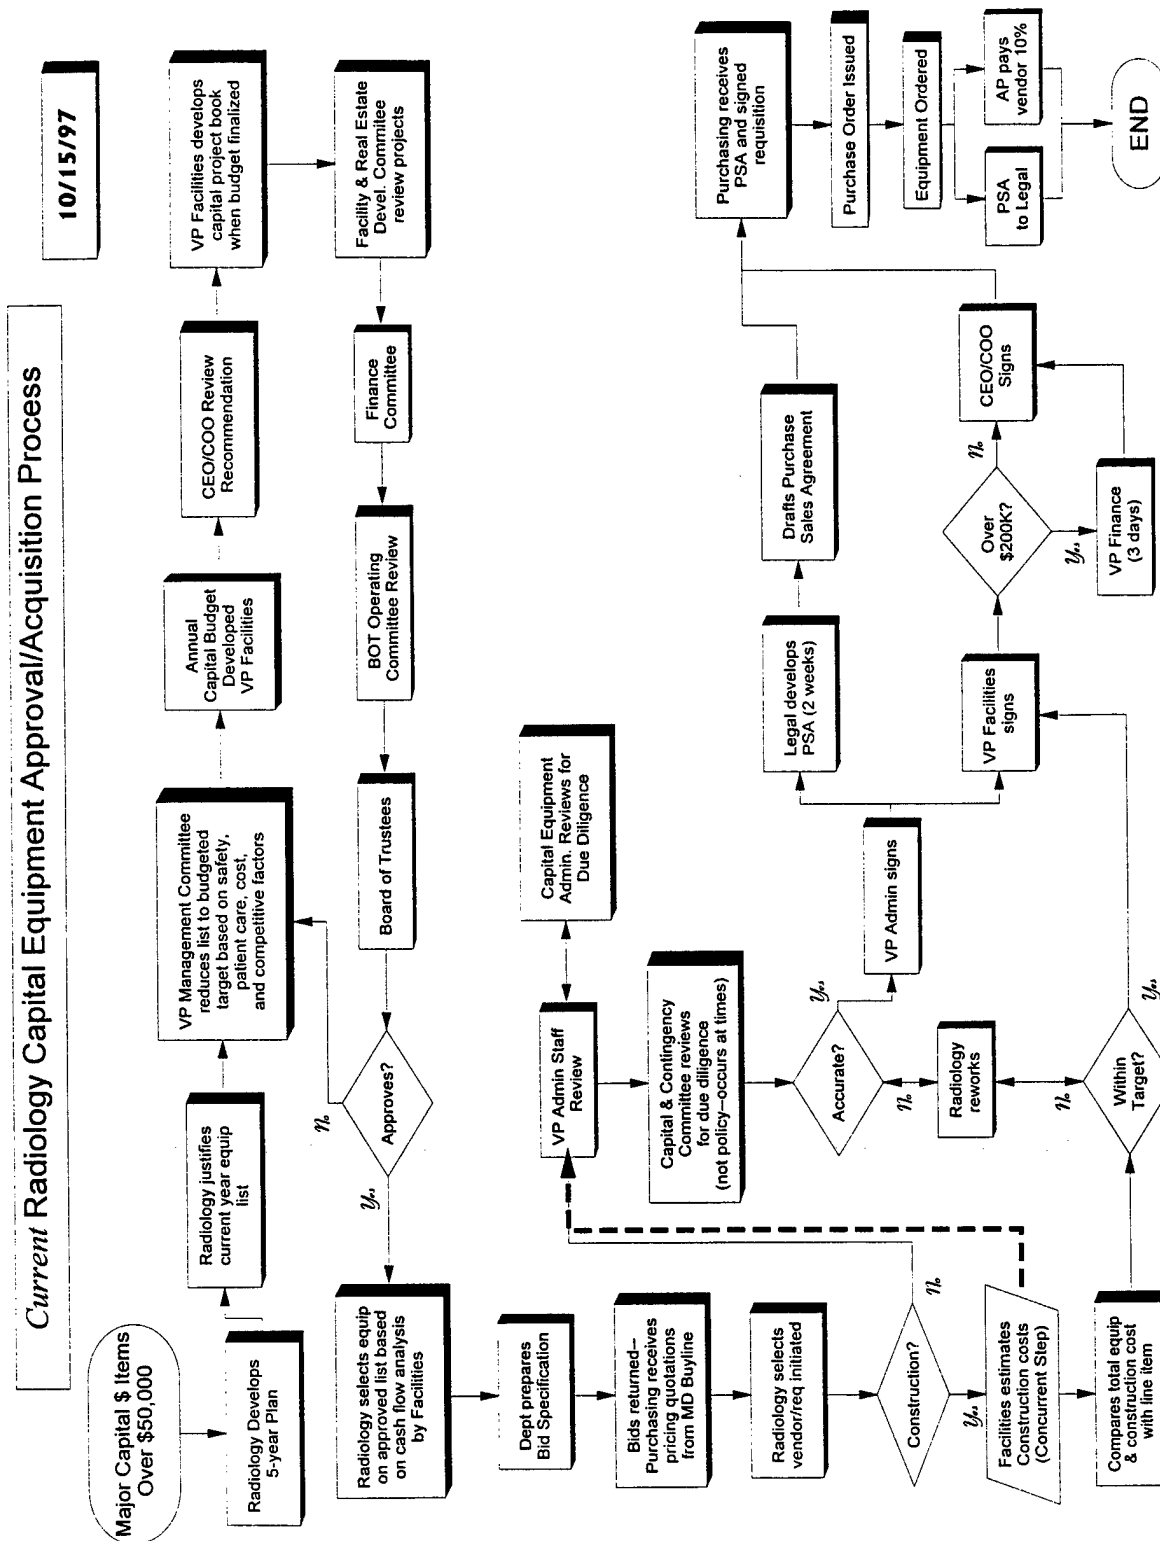 Current Radiology Capital Equipment Approval/Acquisition Process
10/15/97
Major Capital $ Items
Over $50,000
Radiology Develops
5-year Plan
Radiology justifies
current year equip
list
VP Management Committee
reduces list to budgeted
target based on safety,
patient care, cost,
and competitive factors
Annual
Capital Budget
Developed
VP Facilities
CEO/COO Review
Recommendation
VP Facilities develops
capital project book
when budget finalized
Facility & Real Estate
Devel. Commitee
review projects
Finance
Committee
BOT Operating
Committee Review
Board of Trustees
Approves?
No
Yes
Radiology selects equip
on approved list based
on cash flow analysis
by Facilities
Dept prepares
Bid Specification
Bids returned—
Purchasing receives
pricing quotations
from MD Buyline
Radiology selects
vendor/req initiated
Construction?
No
Yes
Facilities estimates
Construction costs
(Concurrent Step)
Compares total equip
& construction cost
with line item
Within
Target?
No
Yes
Radiology
reworks
VP Admin Staff
Review
Capital Equipment
Admin. Reviews for
Due Diligence
Capital & Contingency
Committee reviews
for due diligence
(not policy—occurs at times)
Accurate?
No
Yes
VP Admin signs
Legal develops
PSA (2 weeks)
Drafts Purchase
Sales Agreement
VP Facilities
signs
Over
$200K?
No
Yes
VP Finance
(3 days)
CEO/COO
Signs
Purchasing receives
PSA and signed
requisition
Purchase Order Issued
Equipment Ordered
PSA
to Legal
AP pays
vendor 10%
END